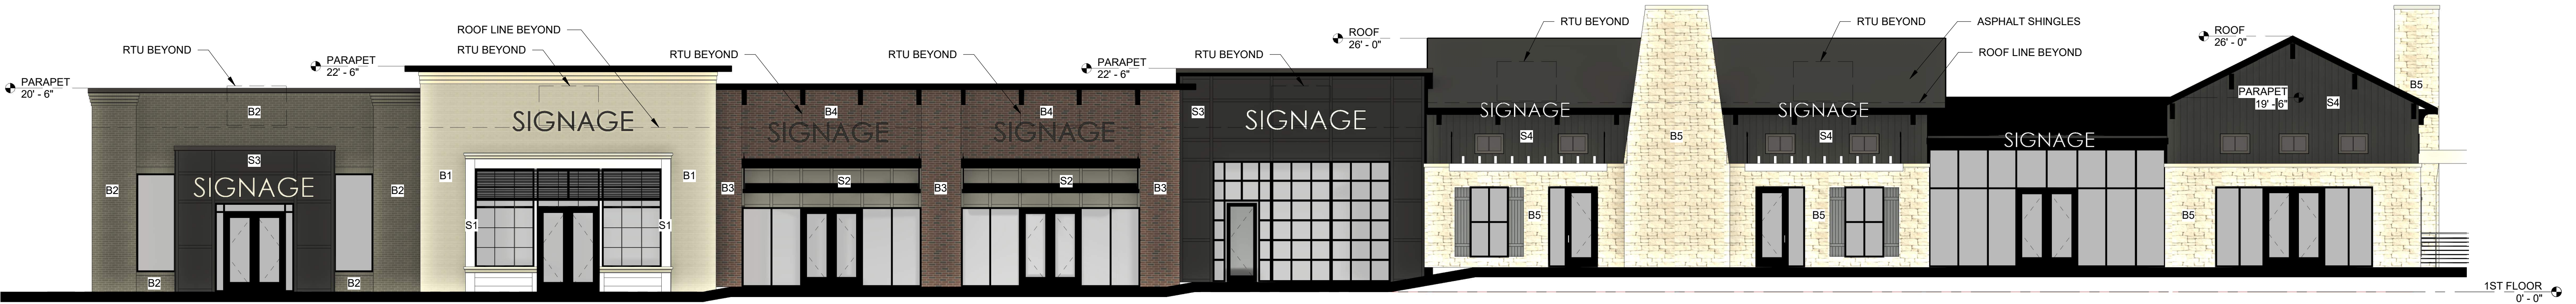 RTU BEYOND
PARAPET
20' - 6"
B2
S3
B2
B2
SIGNAGE
B2
B2
ROOF LINE BEYOND
RTU BEYOND
PARAPET
22' - 6"
SIGNAGE
B1
B1
S1
S1
RTU BEYOND
B4
SIGNAGE
B3
S2
RTU BEYOND
B4
SIGNAGE
B3
S2
B3
PARAPET
22' - 6"
RTU BEYOND
S3
SIGNAGE
ROOF
26' - 0"
RTU BEYOND
SIGNAGE
S4
B5
B5
RTU BEYOND
ASPHALT SHINGLES
ROOF LINE BEYOND
SIGNAGE
S4
B5
SIGNAGE
ROOF
26' - 0"
PARAPET
19' - 6"
S4
B5
B5
1ST FLOOR
0' - 0"